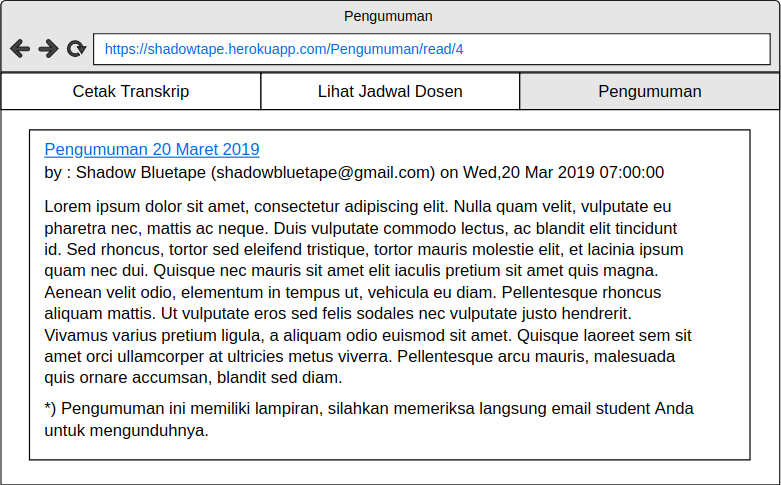 Pengumuman
https://shadowtape.herokuapp.com/Pengumuman/read/4
Cetak Transkrip
Lihat Jadwal Dosen
Pengumuman
Pengumuman 20 Maret 2019
by : Shadow Bluetape (shadowbluetape@gmail.com) on Wed,20 Mar 2019 07:00:00
Lorem ipsum dolor sit amet, consectetur adipiscing elit. Nulla quam velit, vulputate eu
pharetra nec, mattis ac neque. Duis vulputate commodo lectus, ac blandit elit tincidunt
id. Sed rhoncus, tortor sed eleifend tristique, tortor mauris molestie elit, et lacinia ipsum
quam nec dui. Quisque nec mauris sit amet elit iaculis pretium sit amet quis magna.
Aenean velit odio, elementum in tempus ut, vehicula eu diam. Pellentesque rhoncus
aliquam mattis. Ut vulputate eros sed felis sodales nec vulputate justo hendrerit.
Vivamus varius pretium ligula, a aliquam odio euismod sit amet. Quisque laoreet sem sit
amet orci ullamcorper at ultricies metus viverra. Pellentesque arcu mauris, malesuada
quis ornare accumsan, blandit sed diam.
*) Pengumuman ini memiliki lampiran, silahkan memeriksa langsung email student Anda
untuk mengunduhnya.